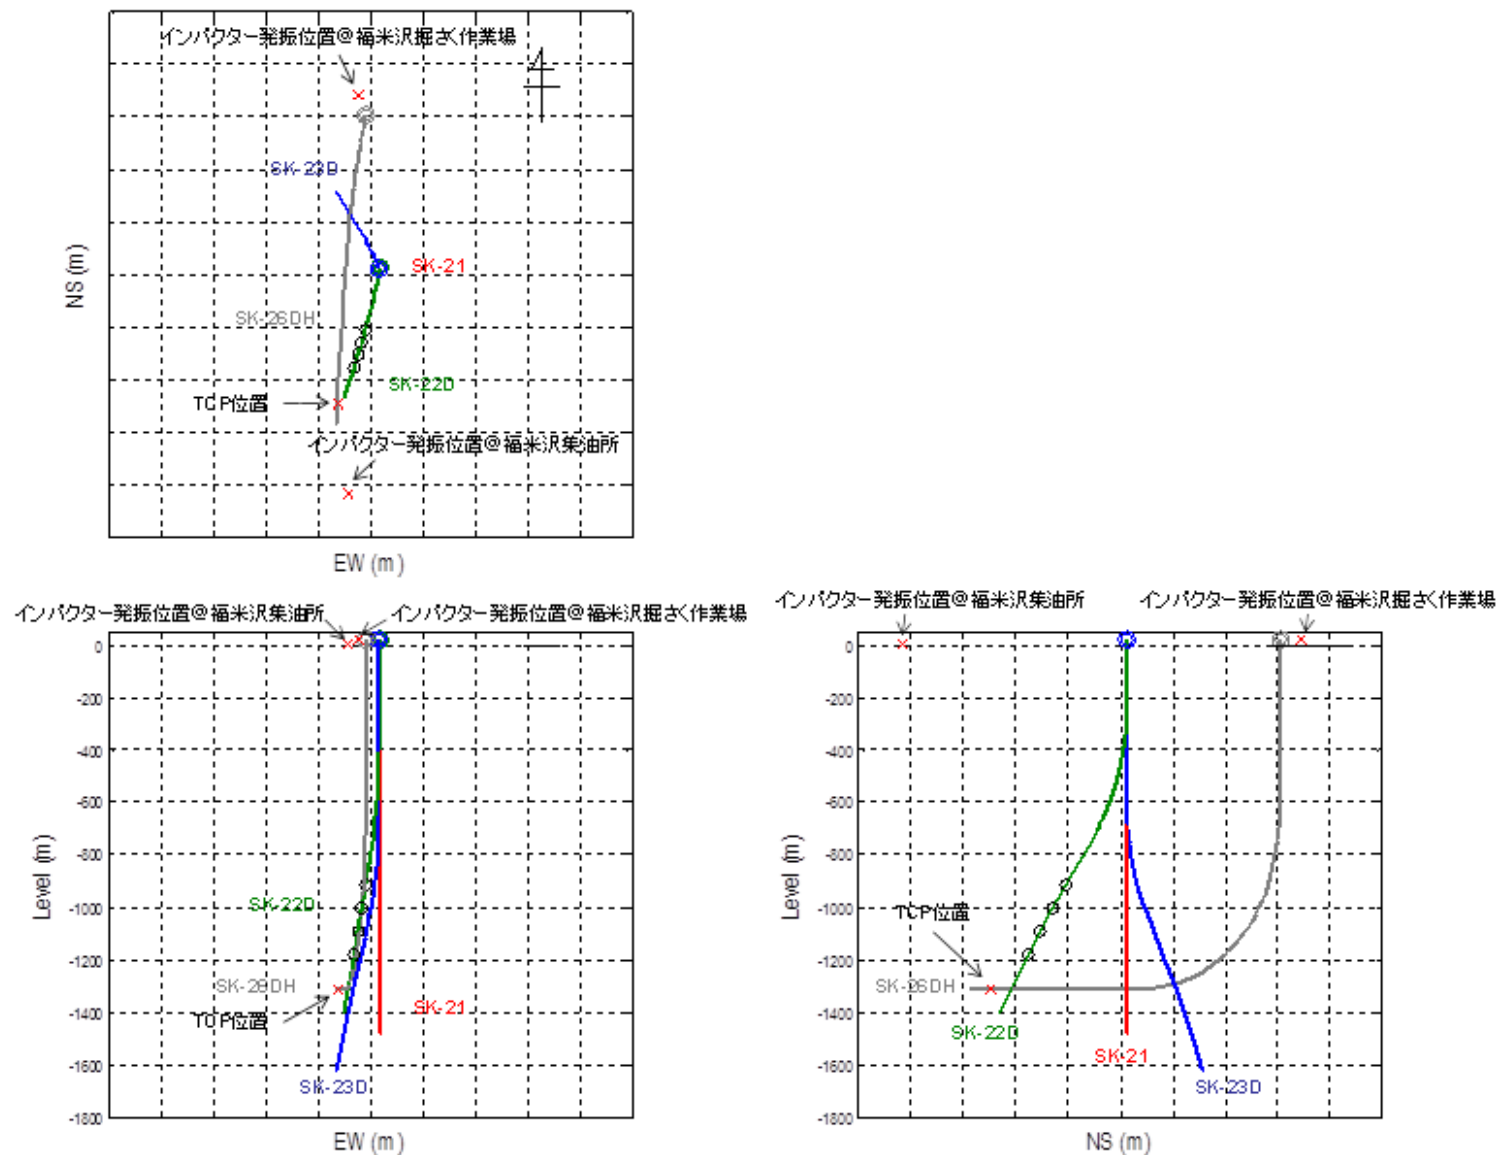 インパクター発振位置@福米沢掘さく作業場
SK-23D
SK-21
NS (m)
SK-26DH
SK-22D
TCP位置
インパクター発振位置@福米沢集油所
EW (m)
インパクター発振位置@福米沢集油所
インパクター発振位置@福米沢掘さく作業場
0
-200
-400
-600
-800
-1000
-1200
-1400
-1600
-1800
Level (m)
SK-22D
SK-26DH
TCP位置
SK-21
SK-23D
EW (m)
インパクター発振位置@福米沢集油所
インパクター発振位置@福米沢掘さく作業場
0
-200
-400
-600
-800
-1000
-1200
-1400
-1600
-1800
Level (m)
TCP位置
SK-26DH
SK-22D
SK-21
SK-23D
NS (m)